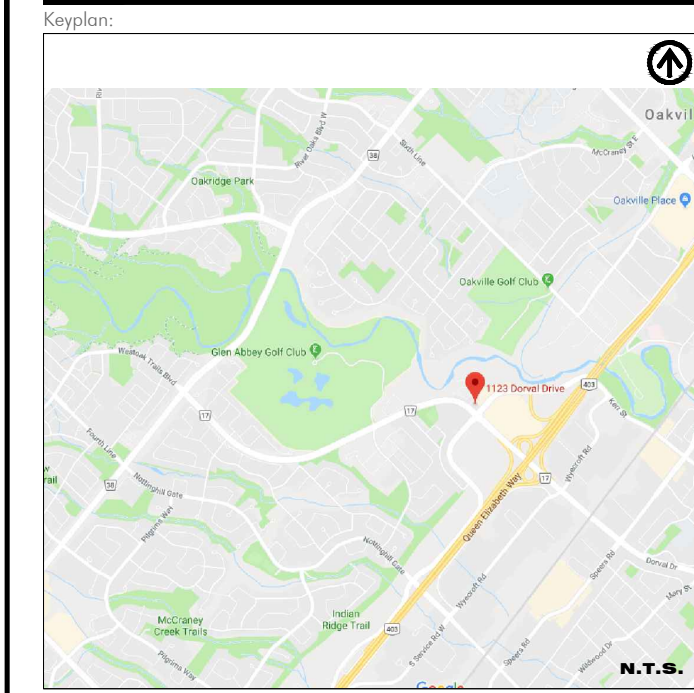 Keyplan:
Oakvil
Riv
River Oaks Blvd W
38
Sixth Line
McCraney St E
Oakridge Park
Oakville Place
Oakville Golf Club
Glen Abbey Golf Club
Westoak Trails Blvd
1123 Dorval Drive
403
17
17
Kerr St
Fourth Line
Wyecroft Rd
rail
38
Nottinghill Gate
17
Queen Elizabeth Way
Pilgrims Way
Nottinghill Gate
Speers Rd
Dorval Dr
Wyecroft Rd
Mary St
McCraney
Creek Trails
Indian
Ridge Trail
403
S Service Rd W
Speers Rd
Wildwood Dr
Pilgrims Way
N.T.S.
Google